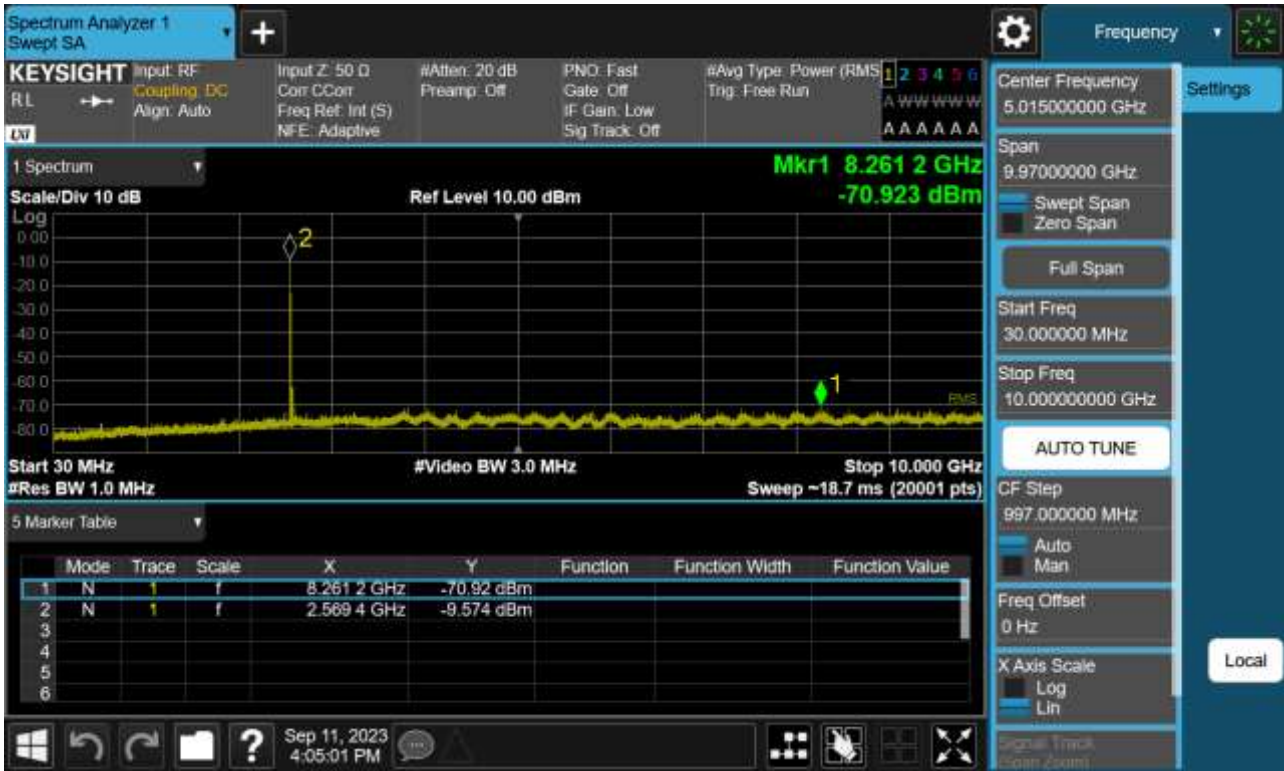 Spectrum Analyzer 1
Swept SA
+
Frequency
KEYSIGHT
RL
LXI
Input: RF
Coupling: DC
Align: Auto
Input Z: 50 Ω
Corr CCorr
Freq Ref: Int (S)
NFE: Adaptive
#Atten: 20 dB
Preamp: Off
PNO: Fast
Gate: Off
IF Gain: Low
Sig Track: Off
#Avg Type: Power (RMS
Trig: Free Run
1 2 3 4 5 6
A W W W W W
A A A A A A
1 Spectrum
Mkr1 8.261 2 GHz
Scale/Div 10 dB
Ref Level 10.00 dBm
-70.923 dBm
Log
0.00
-10.0
-20.0
-30.0
-40.0
-50.0
-60.0
-70.0
-80.0
2
1
RMS
Start 30 MHz
#Video BW 3.0 MHz
Stop 10.000 GHz
#Res BW 1.0 MHz
Sweep ~18.7 ms (20001 pts)
5 Marker Table
Mode Trace Scale X Y Function Function Width Function Value
1 N 1 f 8.261 2 GHz -70.92 dBm
2 N 1 f 2.569 4 GHz -9.574 dBm
3
4
5
6
Sep 11, 2023
4:05:01 PM
Center Frequency
5.015000000 GHz
Span
9.97000000 GHz
Swept Span
Zero Span
Full Span
Start Freq
30.000000 MHz
Stop Freq
10.000000000 GHz
AUTO TUNE
CF Step
997.000000 MHz
Auto
Man
Freq Offset
0 Hz
X Axis Scale
Log
Lin
Signal Track
(Span Zoom)
Settings
Local